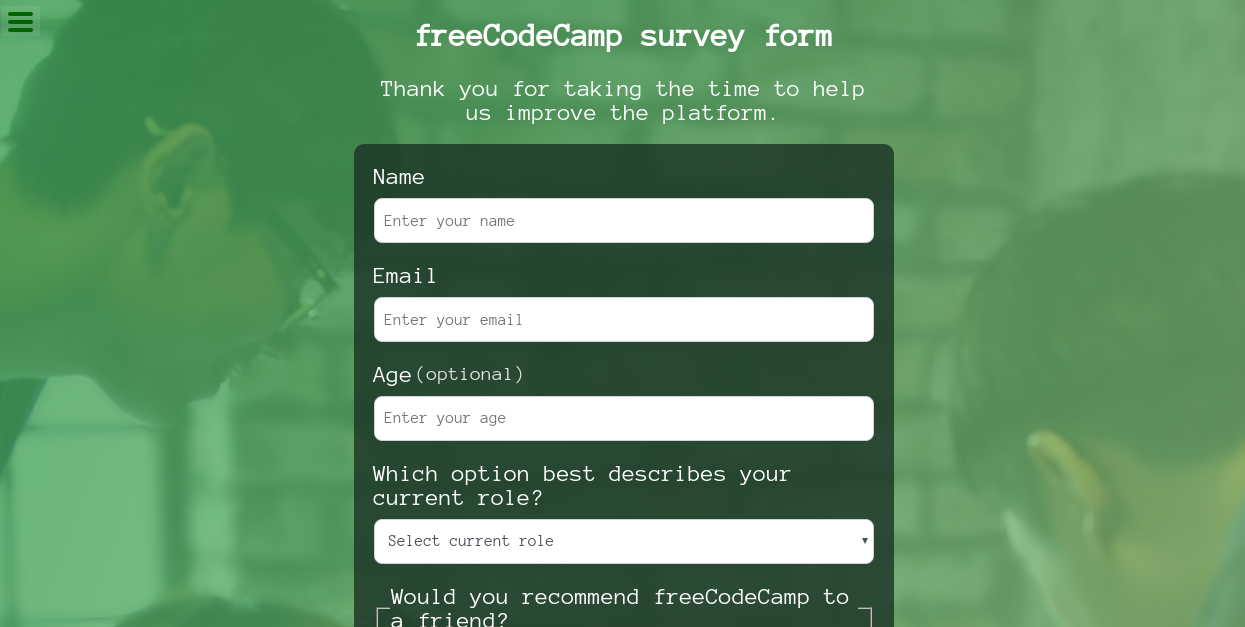 freeCodeCamp survey form
Thank you for taking the time to help
us improve the platform.
Name
Enter your name
Email
Enter your email
Age(optional)
Enter your age
Which option best describes your
current role?
Select current role
Would you recommend freeCodeCamp to
a friend?